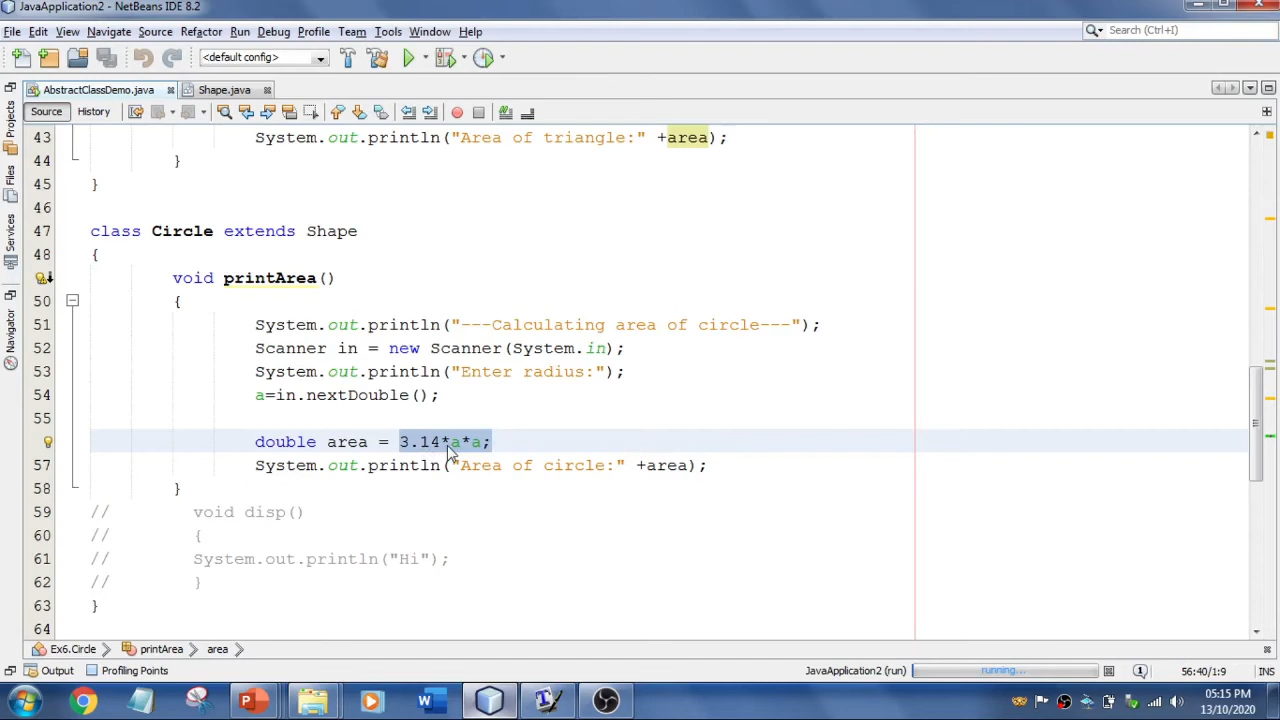 JavaApplication2 - NetBeans IDE 8.2
File Edit View Navigate Source Refactor Run Debug Profile Team Tools Window Help
Search (Ctrl+I)
<default config>
AbstractClassDemo.java Shape.java
Source History
43 System.out.println("Area of triangle:" +area);
44 }
45 }
46
47 class Circle extends Shape
48 {
void printArea()
50 {
51 System.out.println("---Calculating area of circle---");
52 Scanner in = new Scanner(System.in);
53 System.out.println("Enter radius:");
54 a=in.nextDouble();
55
double area = 3.14*a*a;
57 System.out.println("Area of circle:" +area);
58 }
59 // void disp()
60 // {
61 // System.out.println("Hi");
62 // }
63 }
64
Projects
Files
Services
Navigator
Ex6.Circle printArea area
Output Profiling Points JavaApplication2 (run) running... 56:40/1:9 INS
05:15 PM
13/10/2020